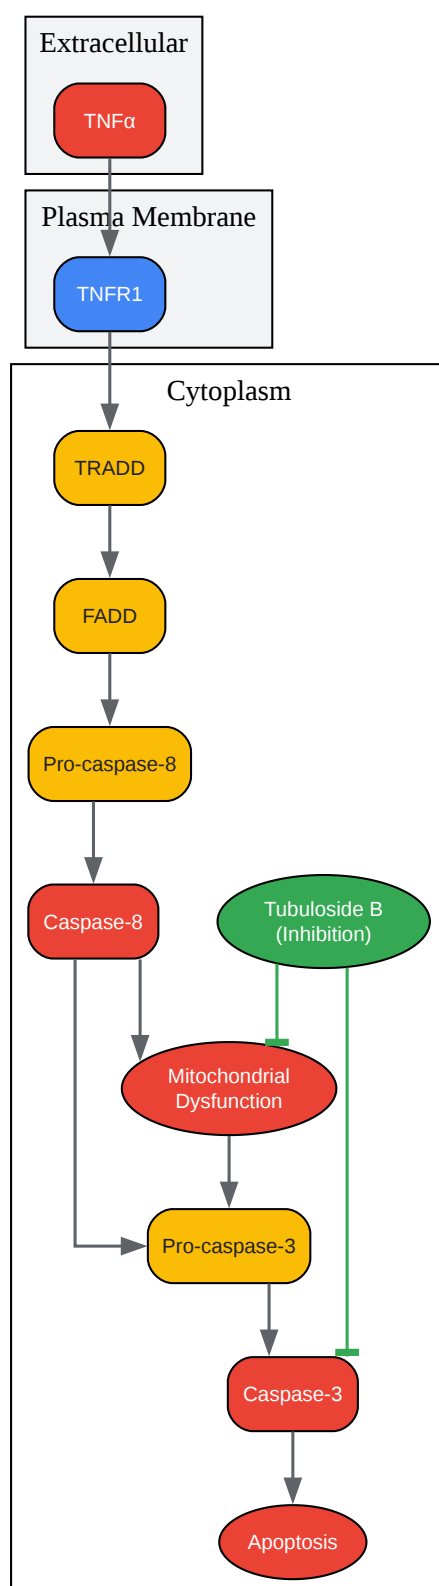 Extracellular
TNFα
Plasma Membrane
TNFR1
Cytoplasm
TRADD
FADD
Pro-caspase-8
Caspase-8
Tubuloside B
(Inhibition)
Mitochondrial
Dysfunction
Pro-caspase-3
Caspase-3
Apoptosis